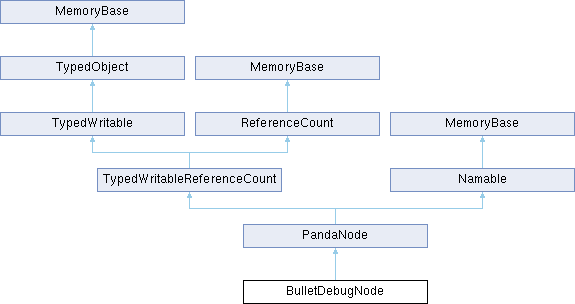 MemoryBase
TypedObject
MemoryBase
TypedWritable
ReferenceCount
MemoryBase
TypedWritableReferenceCount
Namable
PandaNode
BulletDebugNode